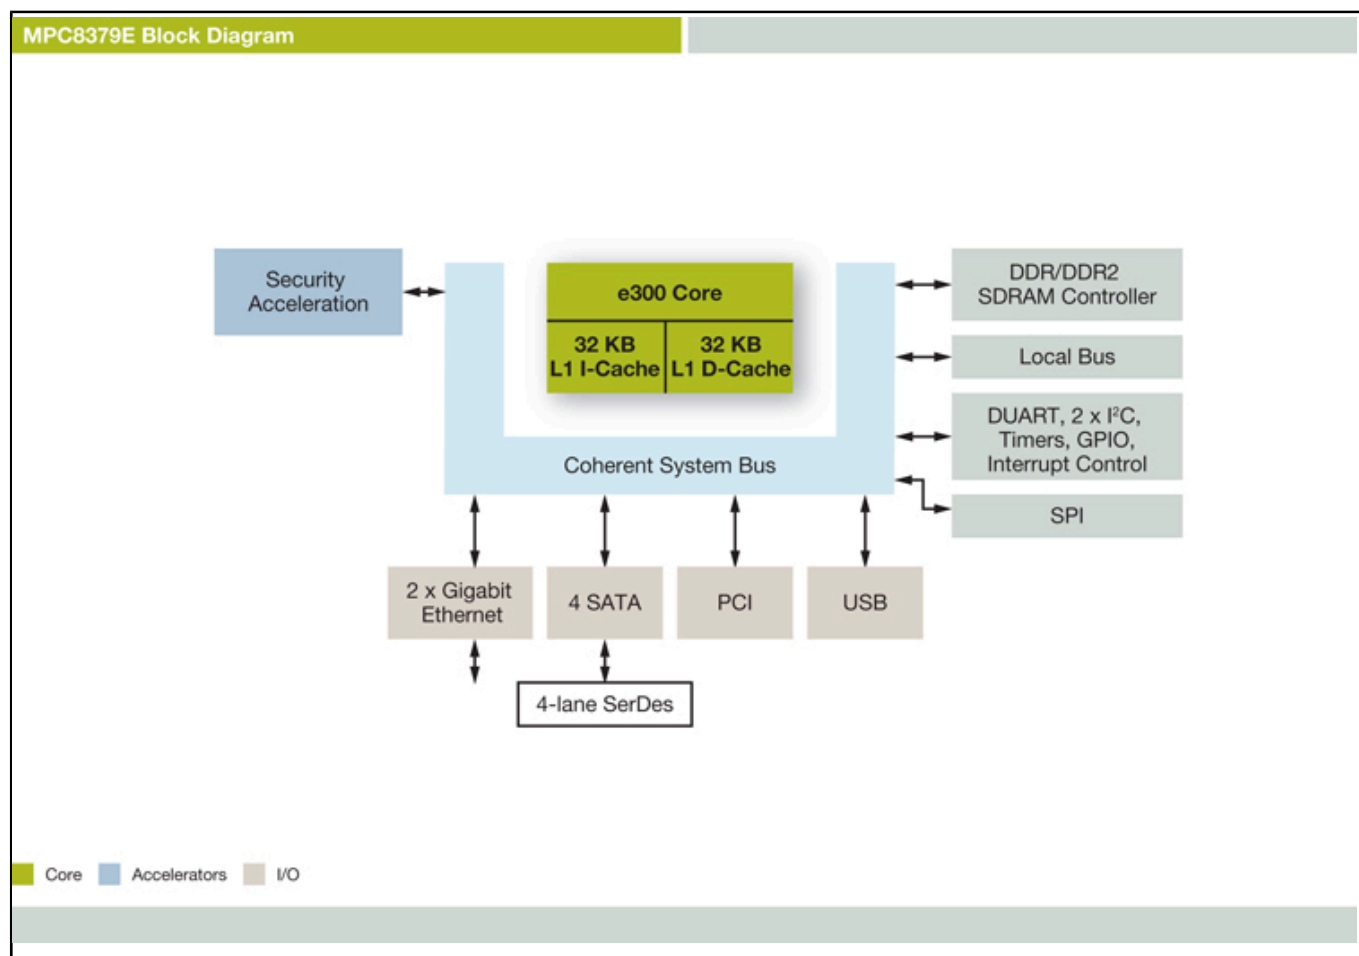 MPC8379E Block Diagram
Security
Acceleration
e300 Core
32 KB
L1 I-Cache
32 KB
L1 D-Cache
Coherent System Bus
DDR/DDR2
SDRAM Controller
Local Bus
DUART, 2 x I²C,
Timers, GPIO,
Interrupt Control
SPI
2 x Gigabit
Ethernet
4 SATA
PCI
USB
4-lane SerDes
Core
Accelerators
I/O